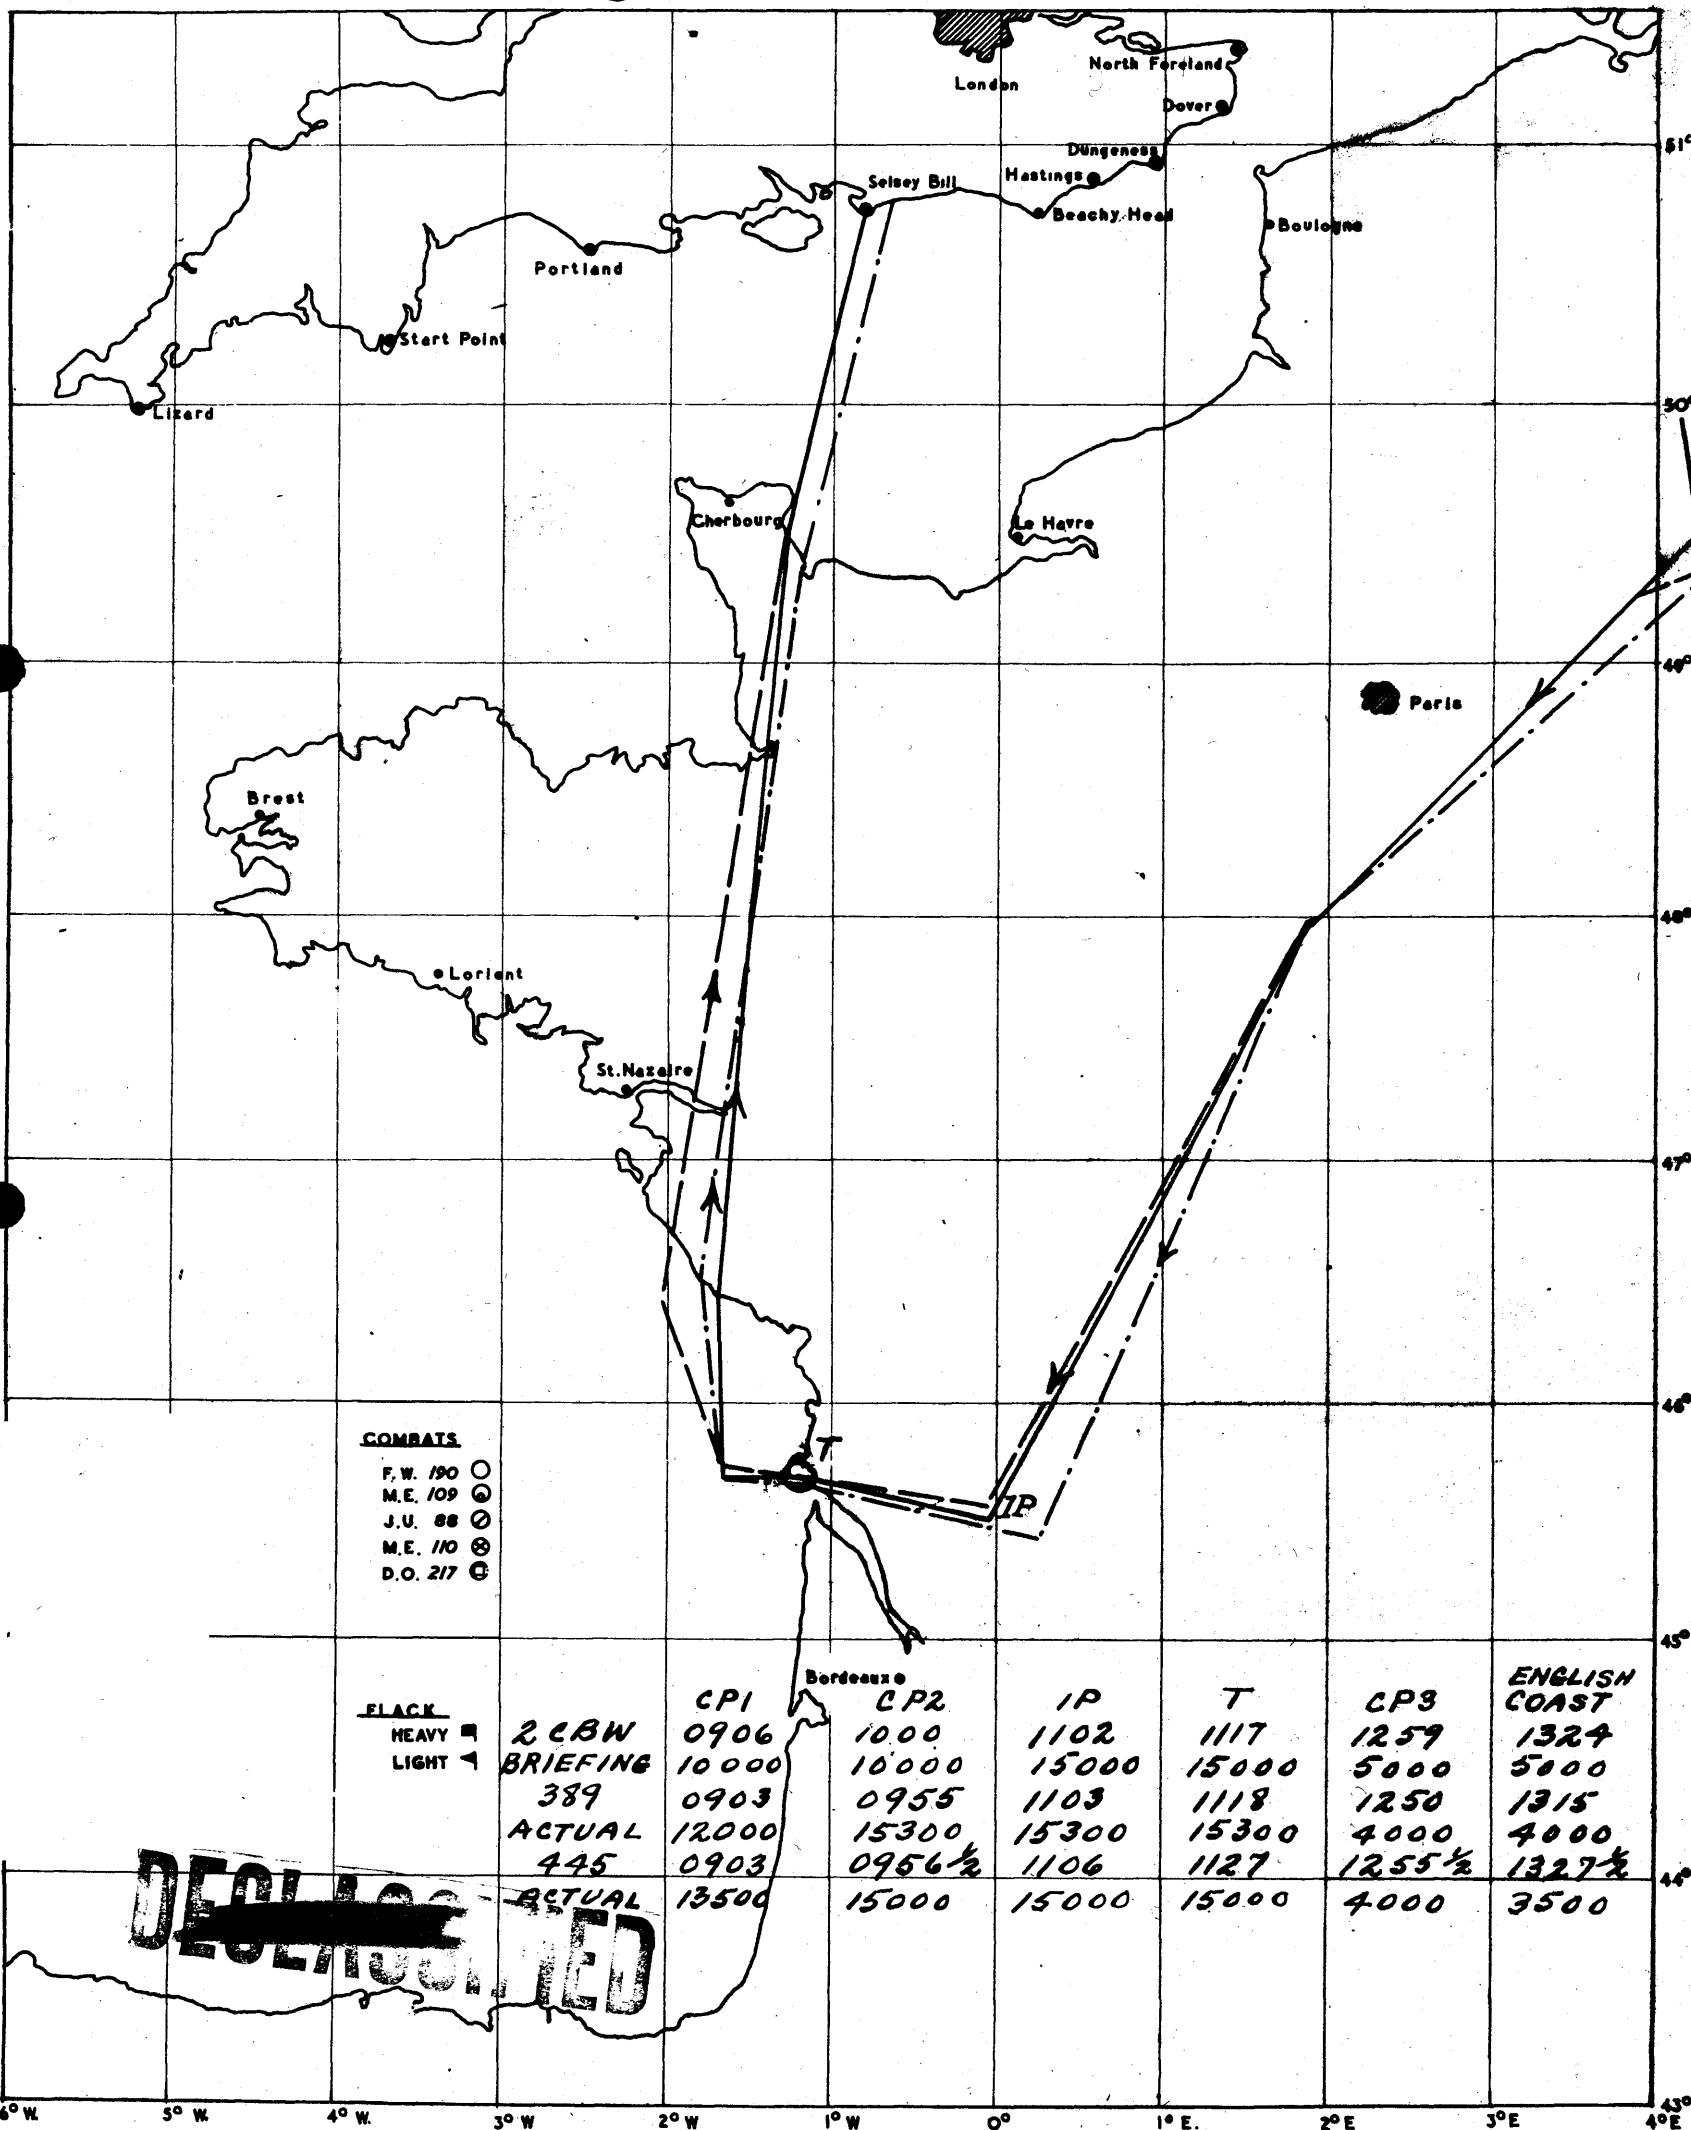 London
North Foreland
Dover
51°
Dungeness
Hastings
Selsey Bill
Beachy Head
Boulogne
Portland
Start Point
Lizard
50°
Cherbourg
Le Havre
49°
Paris
Brest
48°
Lorient
St. Nazaire
47°
46°
COMBATS
T
F.W. 190
M.E. 109
J.U. 88
M.E. 110
D.O. 217
IP
45°
Bordeaux
FLACK
HEAVY
LIGHT
CP1 CP2 IP T CP3 ENGLISH COAST
2 CBW 0906 1000 1102 1117 1259 1324
BRIEFING 10000 10000 15000 15000 5000 5000
389 0903 0955 1103 1118 1250 1315
ACTUAL 12000 15300 15300 15300 4000 4000
445 0903 0956½ 1106 1127 1255½ 1327½
ACTUAL 13500 15000 15000 15000 4000 3500
44°
DECLASSIFIED
43°
6° W. 5° W. 4° W. 3° W 2° W 1° W 0° 1° E. 2° E 3° E 4° E